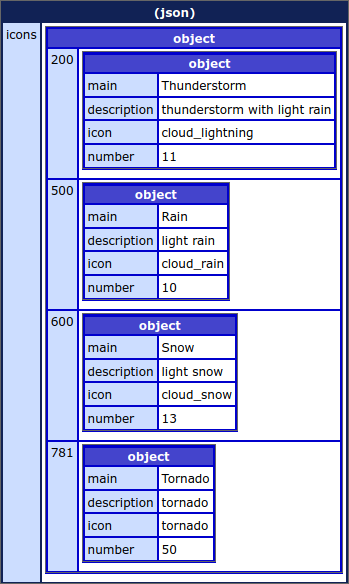 (json)
icons
object
200
object
main Thunderstorm
description thunderstorm with light rain
icon cloud_lightning
number 11
500
object
main Rain
description light rain
icon cloud_rain
number 10
600
object
main Snow
description light snow
icon cloud_snow
number 13
781
object
main Tornado
description tornado
icon tornado
number 50